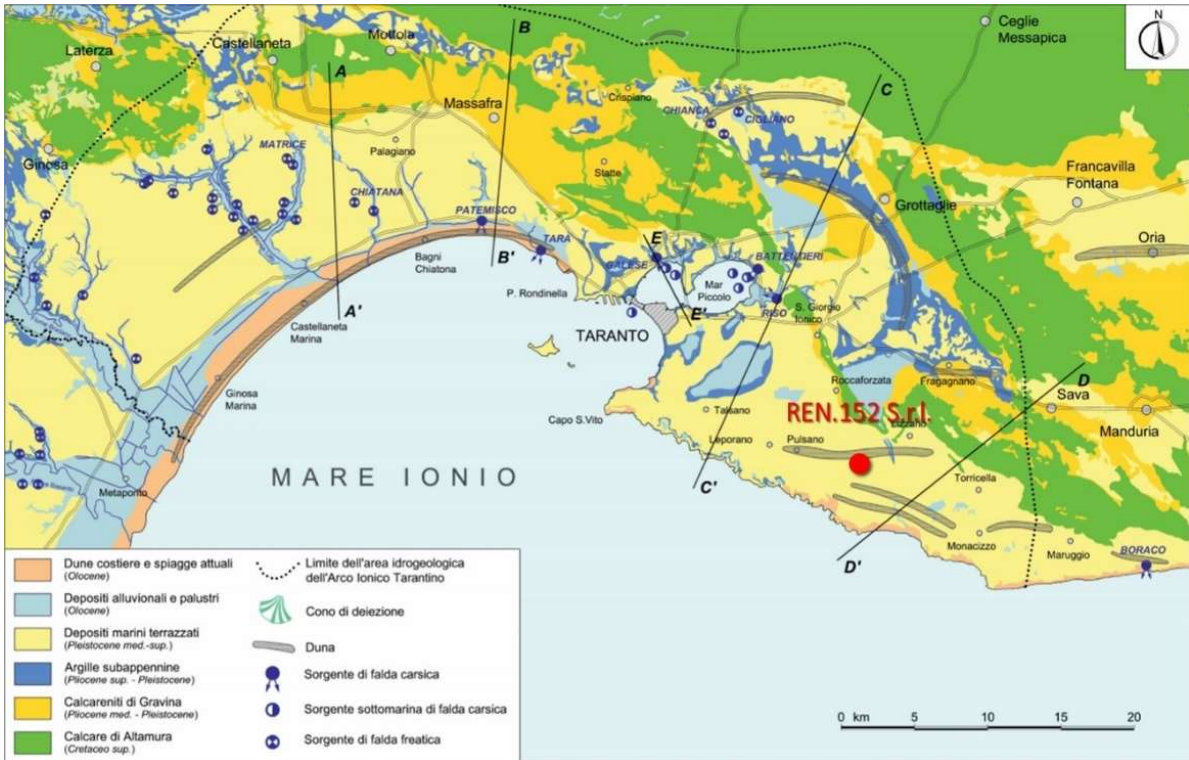 B
N
Ceglie
Messapica
Mottola
Castellaneta
Laterza
A
C
Crispiano
CHIANCA
CIGLIANO
Massafra
MATRICE
Palagiano
Ginosa
Statte
Francavilla
Fontana
CHIATANA
Grottaglie
PATEMISCO
TARA
Oria
E
BATTENDIERI
GALESE
Bagni
Chiatona
B'
Mar
Piccolo
P. Rondinella
S. Giorgio
Ionico
RISO
Castellaneta
Marina
A'
E'
TARANTO
Roccaforzata
Fragagnano
D
Ginosa
Marina
Sava
Talsano
REN.152 S.r.l.
Manduria
Capo S.Vito
Leporano
Pulsano
Lizzano
MARE IONIO
Metaponto
C'
Torricella
Monacizzo
Maruggio
BORACO
D'
Dune costiere e spiagge attuali
(Olocene)
Depositi alluvionali e palustri
(Olocene)
Depositi marini terrazzati
(Pleistocene med.-sup.)
Argille subappennine
(Pliocene sup. - Pleistocene)
Calcareniti di Gravina
(Pliocene med. - Pleistocene)
Calcare di Altamura
(Cretaceo sup.)
Limite dell'area idrogeologica
dell'Arco Ionico Tarantino
Cono di deiezione
Duna
Sorgente di falda carsica
Sorgente sottomarina di falda carsica
Sorgente di falda freatica
0 km 5 10 15 20